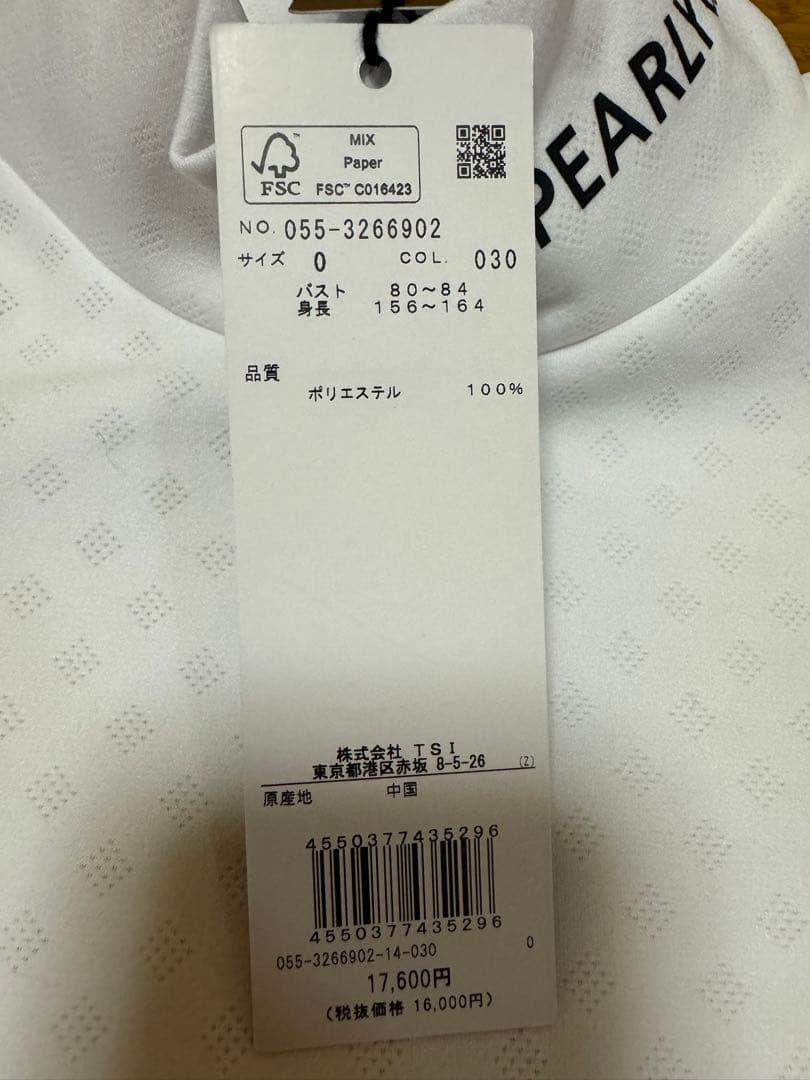 PEARLY
MIX
Paper
FSC™ C016423
FSC
NO. 055-3266902
サイズ 0 COL. 030
バスト 80～84
身長 156～164
品質
ポリエステル 100%
株式会社 TSI
東京都港区赤坂 8-5-26 (Z)
原産地 中国
4550377435296
4550377435296
055-3266902-14-030 0
17,600円
(税抜価格 16,000円)